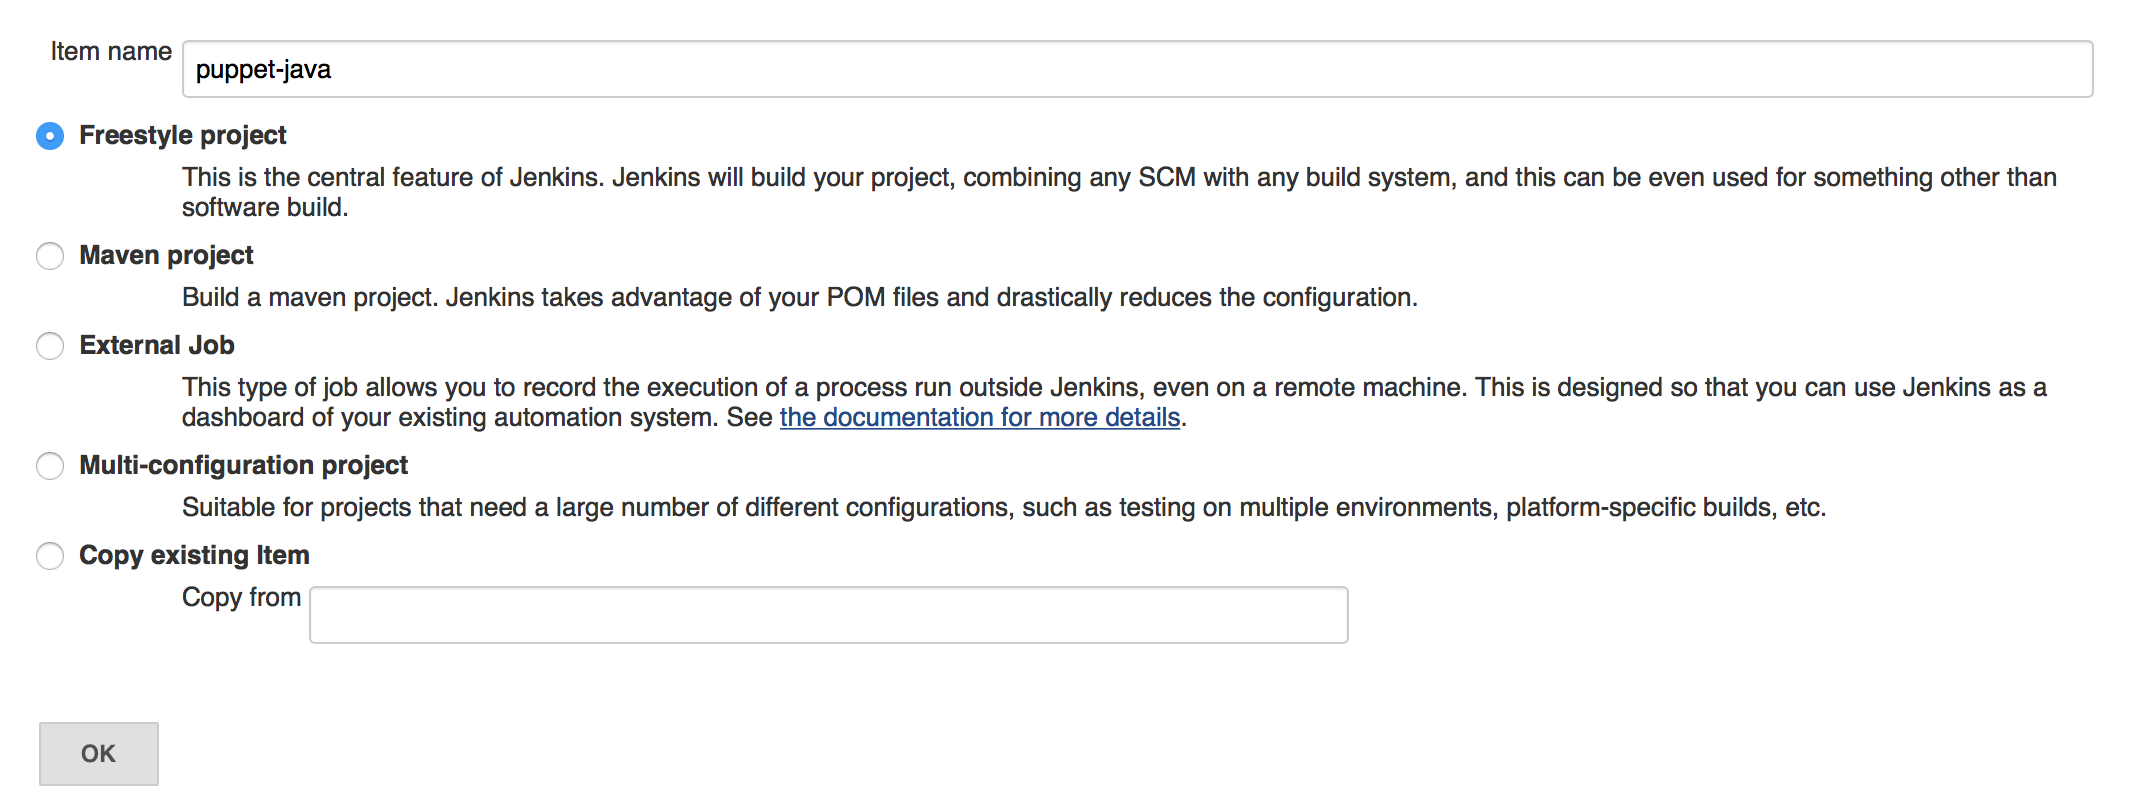 Item name
puppet-java
Freestyle project
This is the central feature of Jenkins. Jenkins will build your project, combining any SCM with any build system, and this can be even used for something other than
software build.
Maven project
Build a maven project. Jenkins takes advantage of your POM files and drastically reduces the configuration.
External Job
This type of job allows you to record the execution of a process run outside Jenkins, even on a remote machine. This is designed so that you can use Jenkins as a
dashboard of your existing automation system. See the documentation for more details.
Multi-configuration project
Suitable for projects that need a large number of different configurations, such as testing on multiple environments, platform-specific builds, etc.
Copy existing Item
Copy from
OK